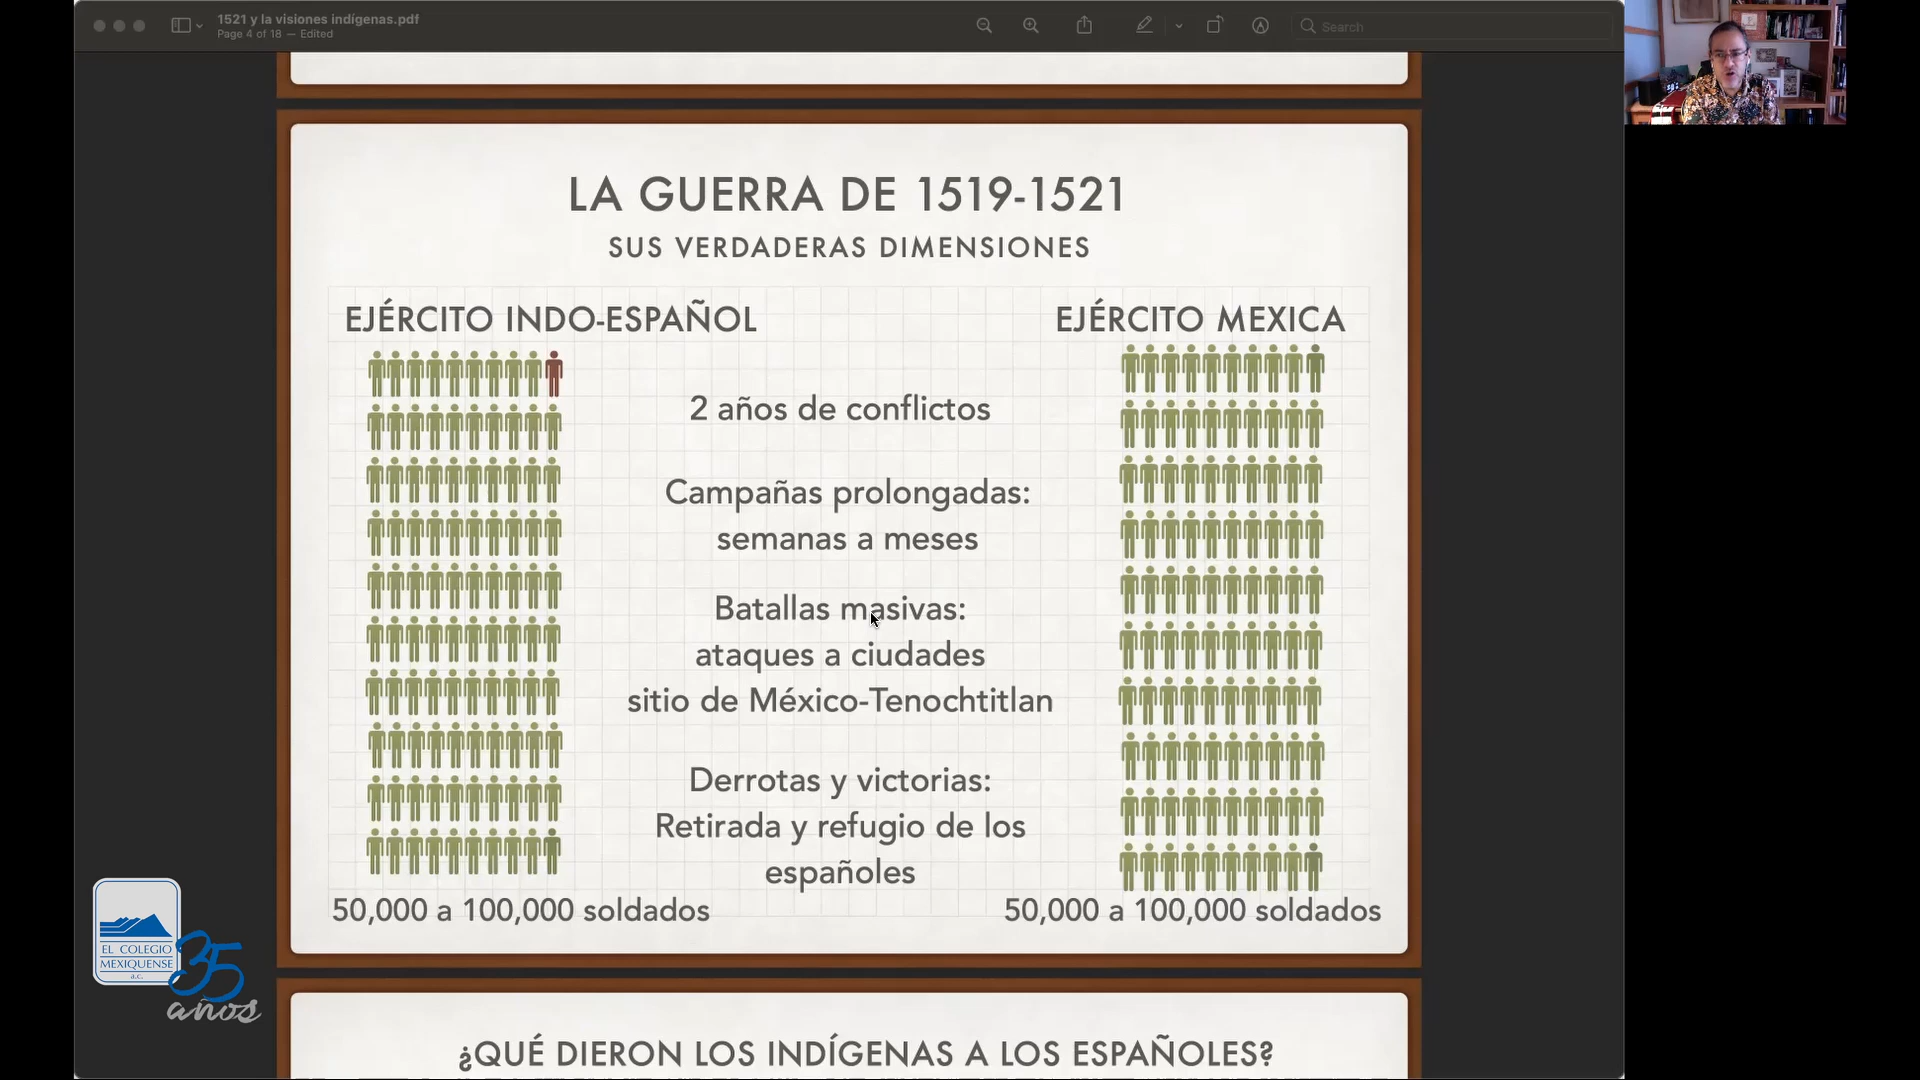 1521 y la visiones indígenas.pdf
Page 4 of 18 — Edited
Search
LA GUERRA DE 1519-1521
SUS VERDADERAS DIMENSIONES
EJÉRCITO INDO-ESPAÑOL
EJÉRCITO MEXICA
2 años de conflictos
Campañas prolongadas:
semanas a meses
Batallas masivas:
ataques a ciudades
sitio de México-Tenochtitlan
Derrotas y victorias:
Retirada y refugio de los
españoles
50,000 a 100,000 soldados
50,000 a 100,000 soldados
EL COLEGIO
MEXIQUENSE
a.c.
35
años
¿QUÉ DIERON LOS INDÍGENAS A LOS ESPAÑOLES?